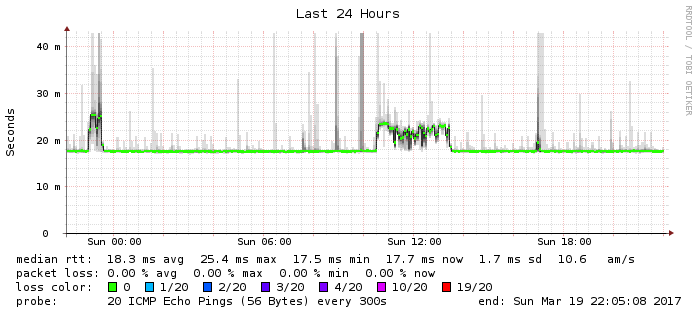 Last 24 Hours
RRDTOOL / TOBI OETIKER
Seconds
40 m
30 m
20 m
10 m
0
Sun 00:00 Sun 06:00 Sun 12:00 Sun 18:00
median rtt: 18.3 ms avg 25.4 ms max 17.5 ms min 17.7 ms now 1.7 ms sd 10.6 am/s
packet loss: 0.00 % avg 0.00 % max 0.00 % min 0.00 % now
loss color: 0 1/20 2/20 3/20 4/20 10/20 19/20
probe: 20 ICMP Echo Pings (56 Bytes) every 300s end: Sun Mar 19 22:05:08 2017